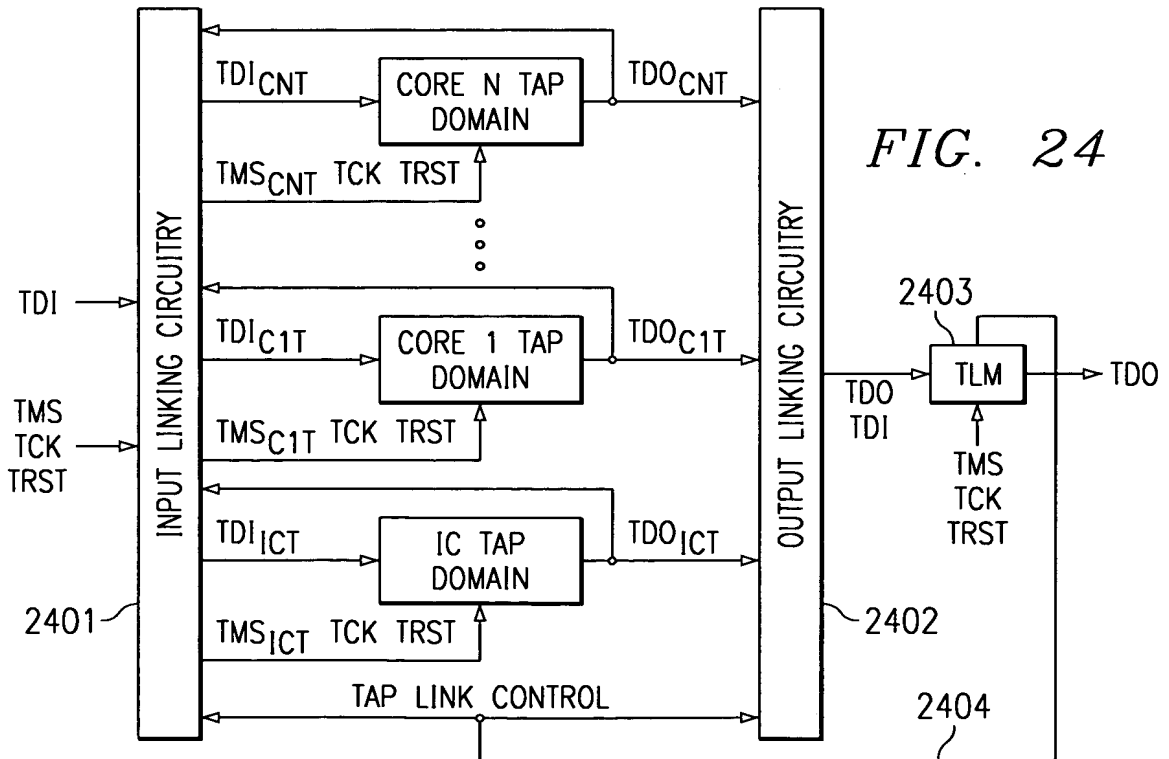 FIG. 24
INPUT LINKING CIRCUITRY
OUTPUT LINKING CIRCUITRY
TDI
TMS
TCK
TRST
2401
TDI_CNT
CORE N TAP
DOMAIN
TDO_CNT
TMS_CNT TCK TRST
TDI_C1T
CORE 1 TAP
DOMAIN
TDO_C1T
TMS_C1T TCK TRST
TDI_ICT
IC TAP
DOMAIN
TDO_ICT
TMS_ICT TCK TRST
TAP LINK CONTROL
2402
2403
TLM
TDO
TDI
TDO
TMS
TCK
TRST
2404